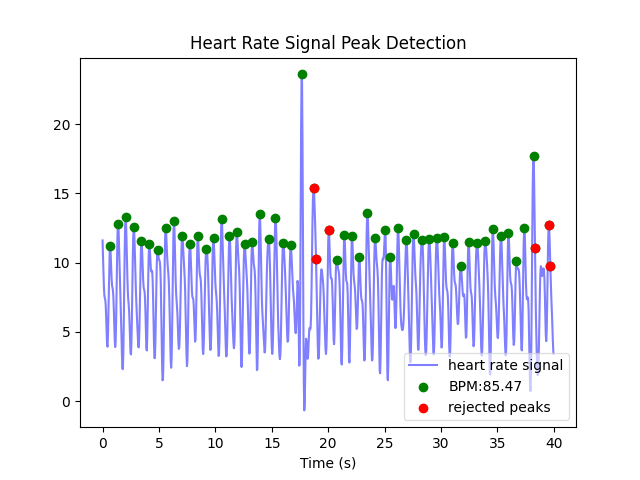 Heart Rate Signal Peak Detection
20
15
10
5
0
heart rate signal
BPM:85.47
rejected peaks
0 5 10 15 20 25 30 35 40
Time (s)